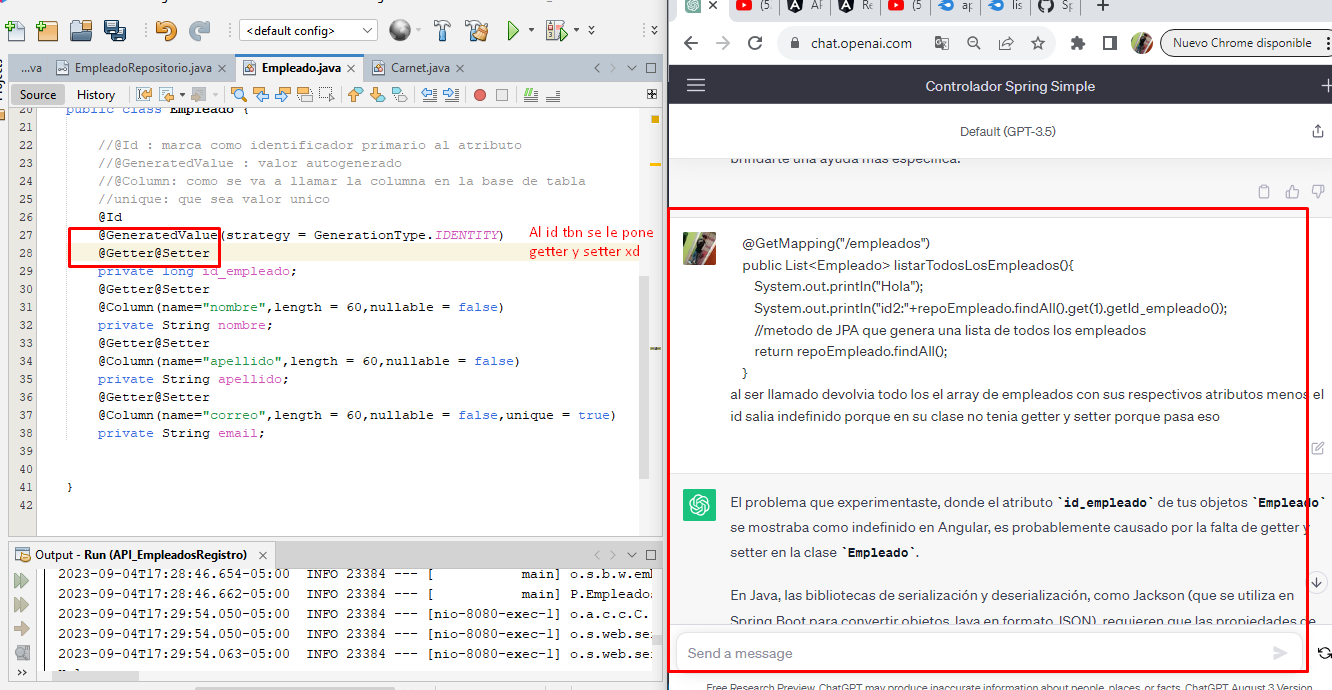 <default config>
...va
EmpleadoRepositorio.java
Empleado.java
Carnet.java
Source
History
20 public class Empleado {
21
22 //@Id : marca como identificador primario al atributo
23 //@GeneratedValue : valor autogenerado
24 //@Column: como se va a llamar la columna en la base de tabla
25 //unique: que sea valor unico
26 @Id
27 @GeneratedValue(strategy = GenerationType.IDENTITY)
28 @Getter@Setter
29 private long id_empleado;
30 @Getter@Setter
31 @Column(name="nombre",length = 60,nullable = false)
32 private String nombre;
33 @Getter@Setter
34 @Column(name="apellido",length = 60,nullable = false)
35 private String apellido;
36 @Getter@Setter
37 @Column(name="correo",length = 60,nullable = false,unique = true)
38 private String email;
39
40
41 }
42
Al id tbn se le pone
getter y setter xd
Output - Run (API_EmpleadosRegistro)
2023-09-04T17:28:46.654-05:00 INFO 23384 --- [ main] o.s.b.w.emb
2023-09-04T17:28:46.662-05:00 INFO 23384 --- [ main] P.Empleados
2023-09-04T17:29:54.050-05:00 INFO 23384 --- [nio-8080-exec-1] o.a.c.c.C.
2023-09-04T17:29:54.050-05:00 INFO 23384 --- [nio-8080-exec-1] o.s.web.ser
2023-09-04T17:29:54.063-05:00 INFO 23384 --- [nio-8080-exec-1] o.s.web.ser
(5
AF
Re
(5
ap
lis
Sp
chat.openai.com
Nuevo Chrome disponible
Controlador Spring Simple
Default (GPT-3.5)
brindarte una ayuda más específica.
@GetMapping("/empleados")
public List<Empleado> listarTodosLosEmpleados(){
System.out.println("Hola");
System.out.println("id2:"+repoEmpleado.findAll().get(1).getId_empleado());
//metodo de JPA que genera una lista de todos los empleados
return repoEmpleado.findAll();
}
al ser llamado devolvia todo los el array de empleados con sus respectivos atributos menos el
id salia indefinido porque en su clase no tenia getter y setter porque pasa eso
El problema que experimentaste, donde el atributo `id_empleado` de tus objetos `Empleado`
se mostraba como indefinido en Angular, es probablemente causado por la falta de getter y
setter en la clase `Empleado`.
En Java, las bibliotecas de serialización y deserialización, como Jackson (que se utiliza en
Spring Boot para convertir objetos Java en formato JSON), requieren que las propiedades de
Send a message
Free Research Preview. ChatGPT may produce inaccurate information about people, places, or facts. ChatGPT August 3 Version